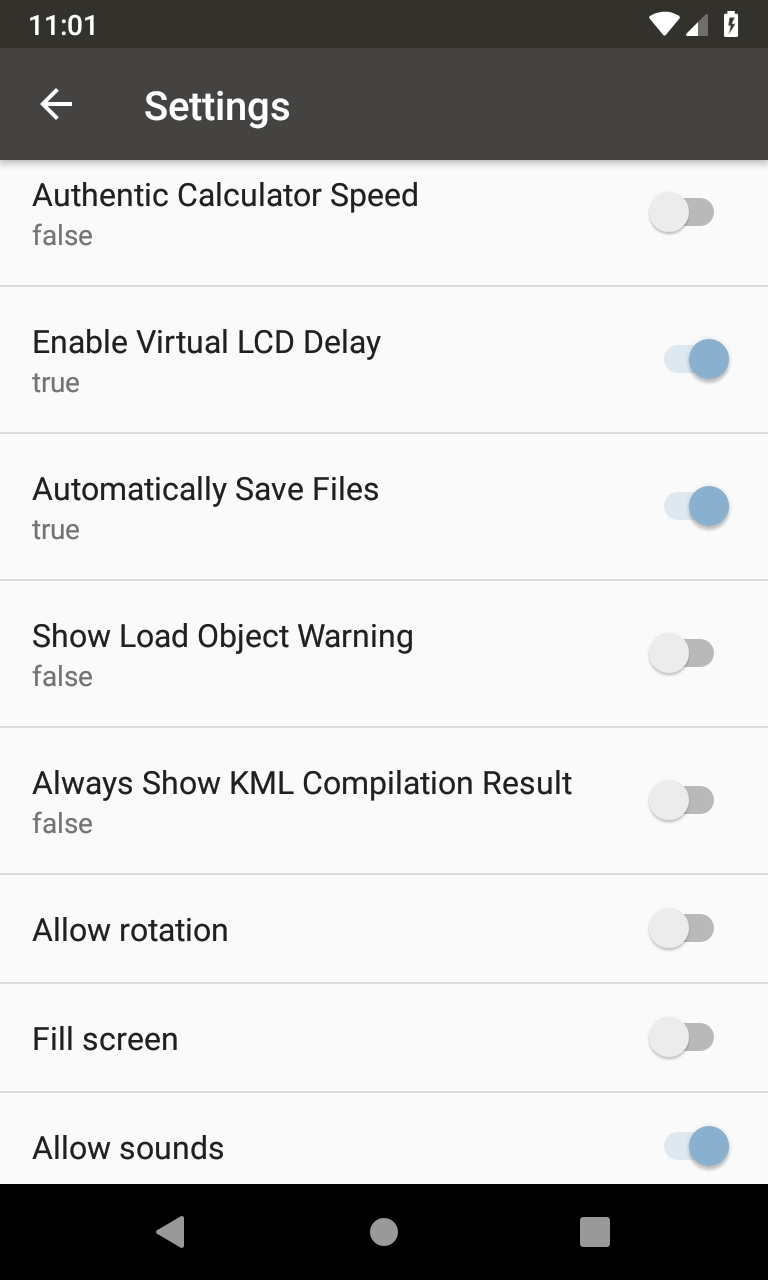 11:01
Settings
Authentic Calculator Speed
false
Enable Virtual LCD Delay
true
Automatically Save Files
true
Show Load Object Warning
false
Always Show KML Compilation Result
false
Allow rotation
Fill screen
Allow sounds